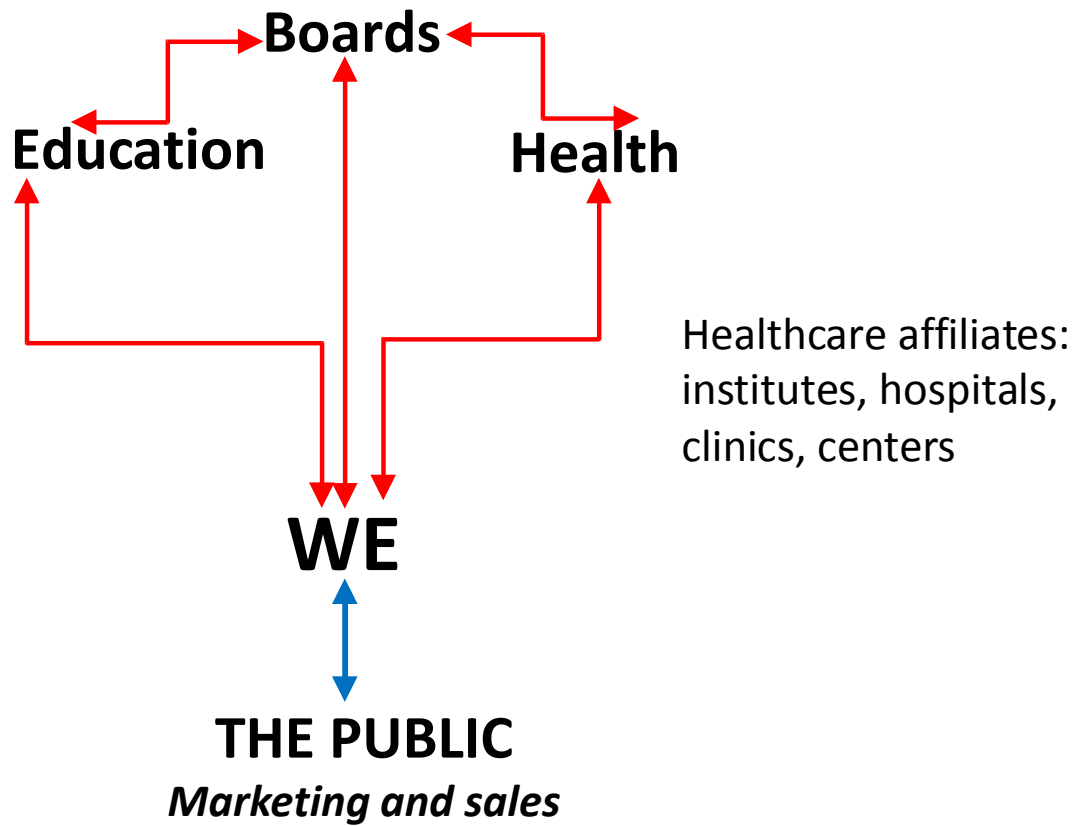 Boards
Education
Health
Healthcare affiliates:
institutes, hospitals,
clinics, centers
WE
THE PUBLIC
Marketing and sales